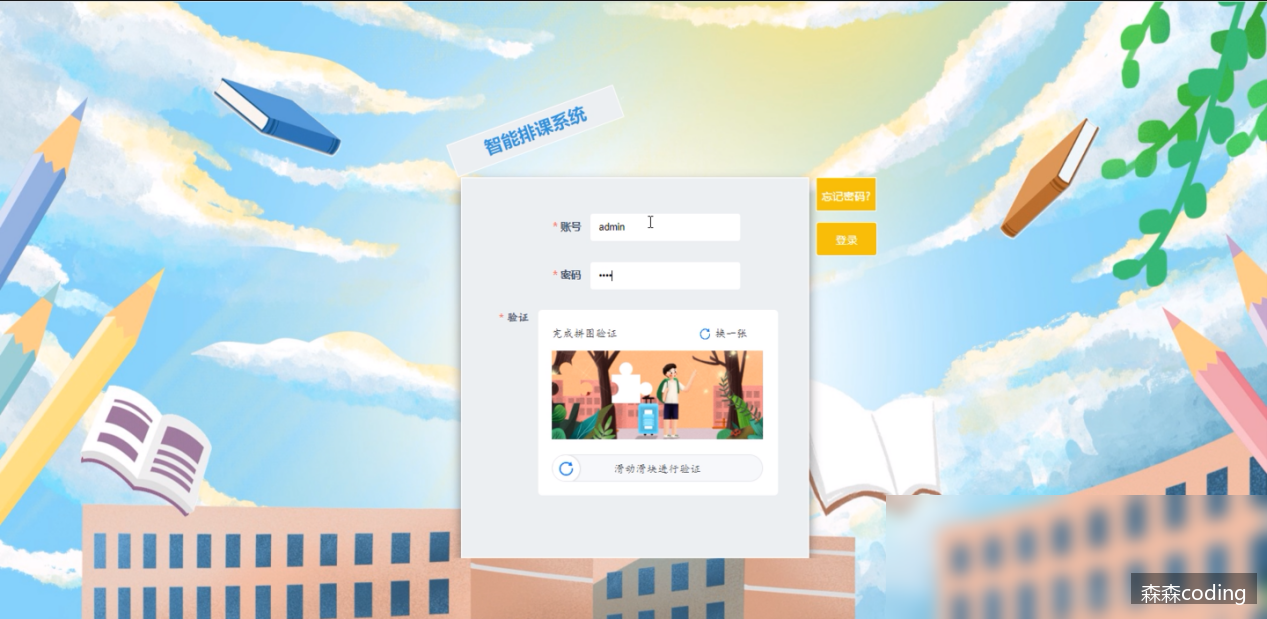 智能排课系统
忘记密码?
* 账号 admin
登录
* 密码 ••••
* 验证
完成拼图验证 换一张
滑动滑块进行验证
森森coding